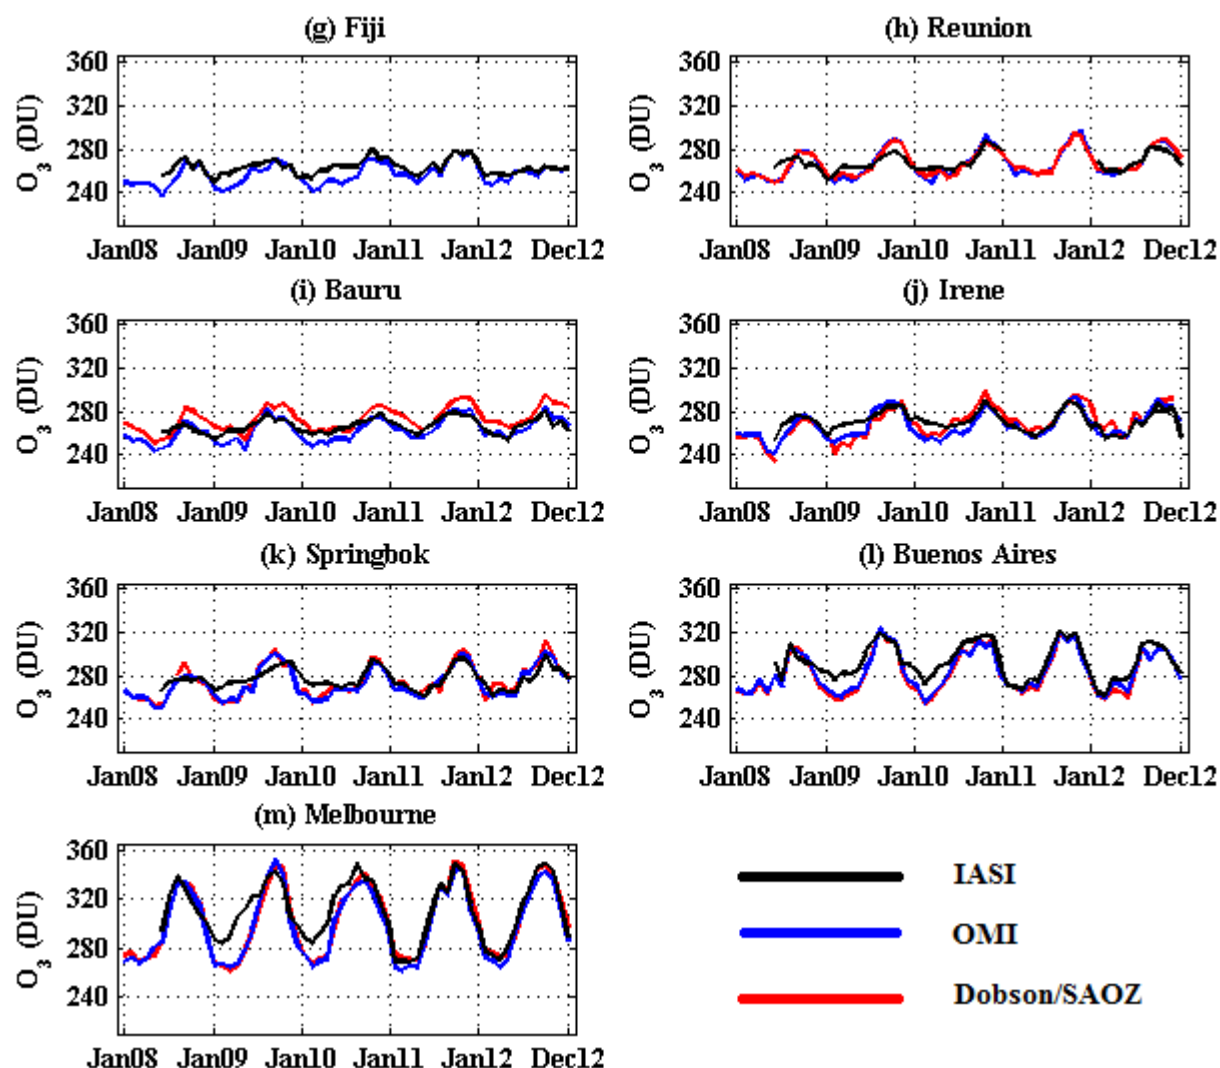 (g) Fiji
360
320
280
240
O3 (DU)
Jan08 Jan09 Jan10 Jan11 Jan12 Dec12
(h) Reunion
360
320
280
240
O3 (DU)
Jan08 Jan09 Jan10 Jan11 Jan12 Dec12
(i) Bauru
360
320
280
240
O3 (DU)
Jan08 Jan09 Jan10 Jan11 Jan12 Dec12
(j) Irene
360
320
280
240
O3 (DU)
Jan08 Jan09 Jan10 Jan11 Jan12 Dec12
(k) Springbok
360
320
280
240
O3 (DU)
Jan08 Jan09 Jan10 Jan11 Jan12 Dec12
(l) Buenos Aires
360
320
280
240
O3 (DU)
Jan08 Jan09 Jan10 Jan11 Jan12 Dec12
(m) Melbourne
360
320
280
240
O3 (DU)
Jan08 Jan09 Jan10 Jan11 Jan12 Dec12
IASI
OMI
Dobson/SAOZ